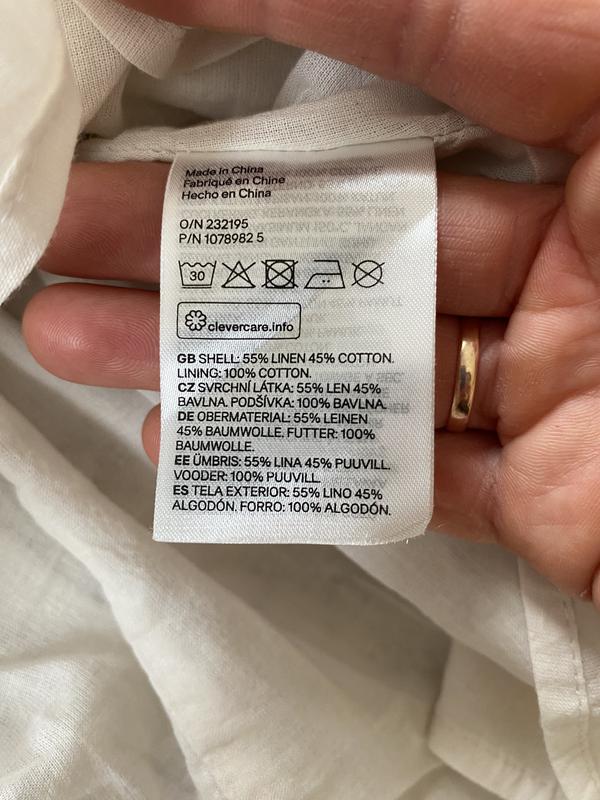 Made in China
Fabriqué en Chine
Hecho en China
O/N 232195
P/N 1078982 5
30
clevercare.info
GB SHELL: 55% LINEN 45% COTTON.
LINING: 100% COTTON.
CZ SVRCHNÍ LÁTKA: 55% LEN 45%
BAVLNA. PODŠÍVKA: 100% BAVLNA.
DE OBERMATERIAL: 55% LEINEN
45% BAUMWOLLE. FUTTER: 100%
BAUMWOLLE.
EE ÜMBRIS: 55% LINA 45% PUUVILL.
VOODER: 100% PUUVILL.
ES TELA EXTERIOR: 55% LINO 45%
ALGODÓN. FORRO: 100% ALGODÓN.